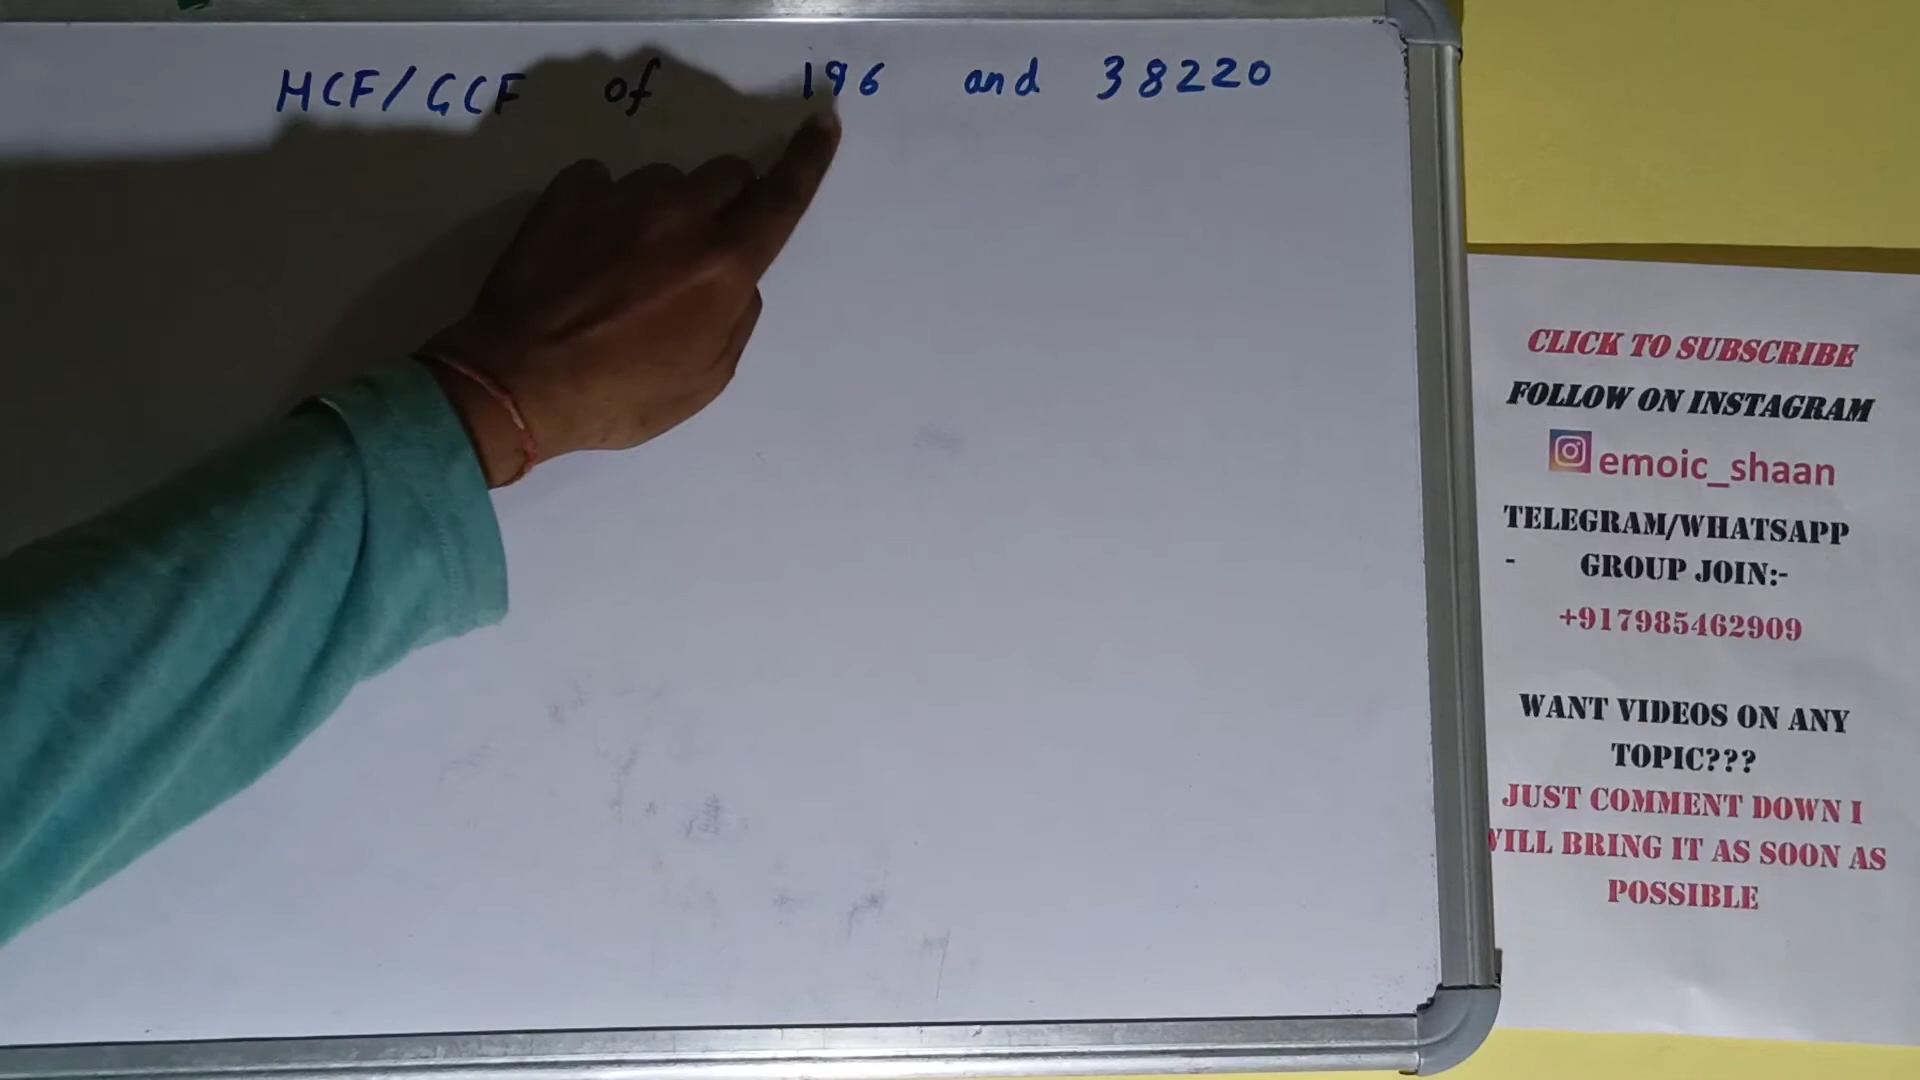 HCF/GCF of 196 and 38220
CLICK TO SUBSCRIBE
FOLLOW ON INSTAGRAM
emoic_shaan
TELEGRAM/WHATSAPP
- GROUP JOIN:-
+917985462909
WANT VIDEOS ON ANY
TOPIC???
JUST COMMENT DOWN I
WILL BRING IT AS SOON AS
POSSIBLE